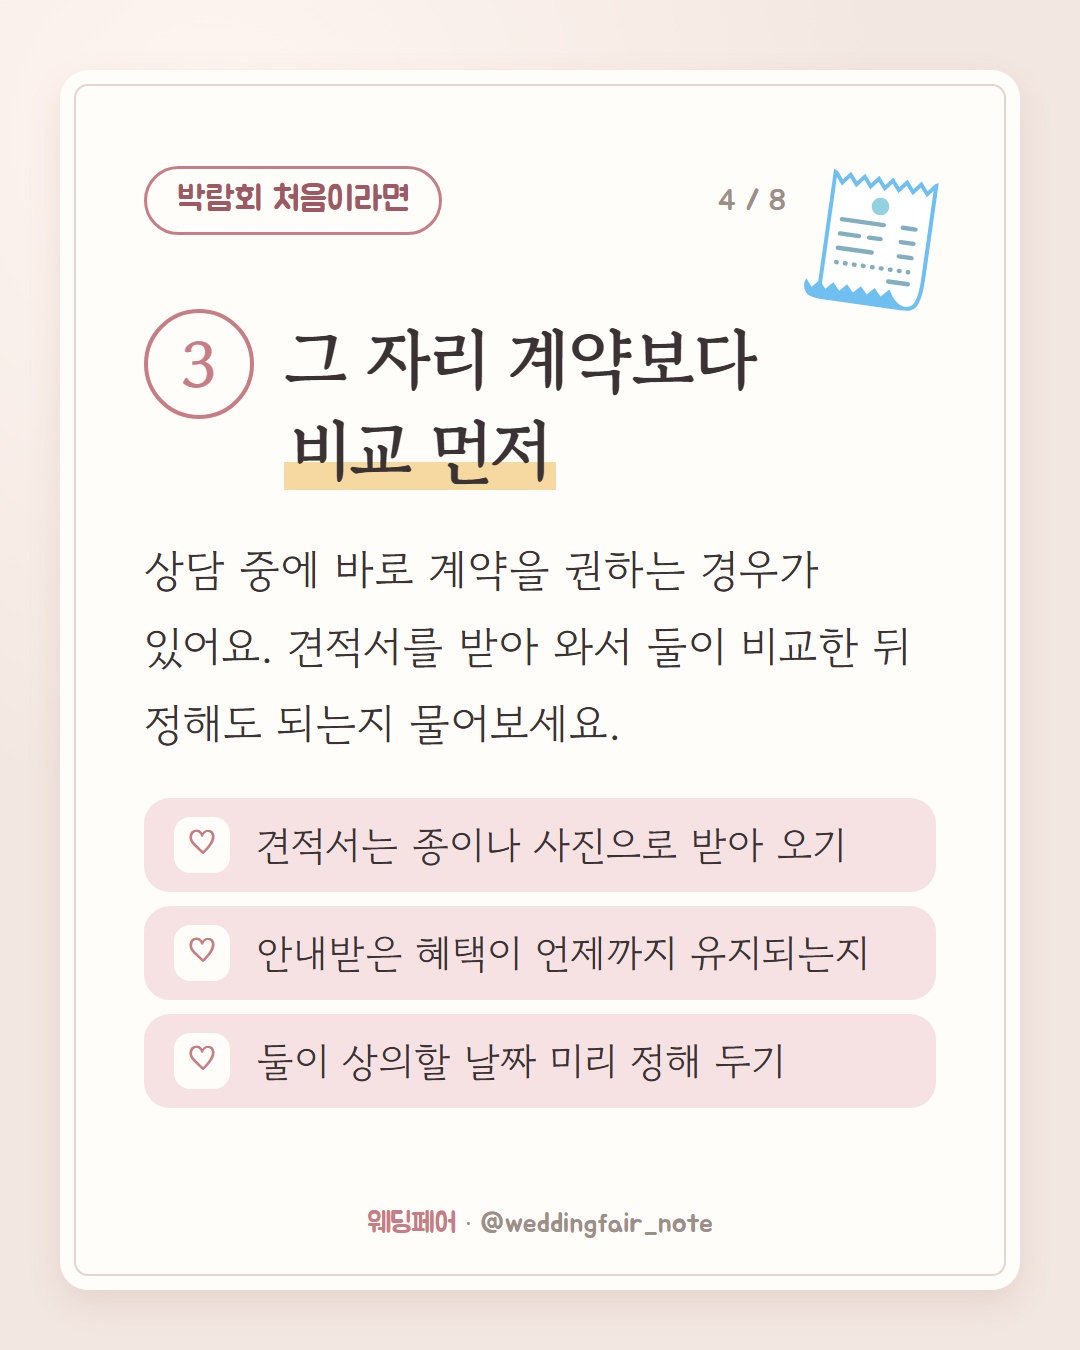 박람회 처음이라면
4 / 8
3
그 자리 계약보다
비교 먼저
상담 중에 바로 계약을 권하는 경우가
있어요. 견적서를 받아 와서 둘이 비교한 뒤
정해도 되는지 물어보세요.
견적서는 종이나 사진으로 받아 오기
안내받은 혜택이 언제까지 유지되는지
둘이 상의할 날짜 미리 정해 두기
웨딩페어 · @weddingfair_note